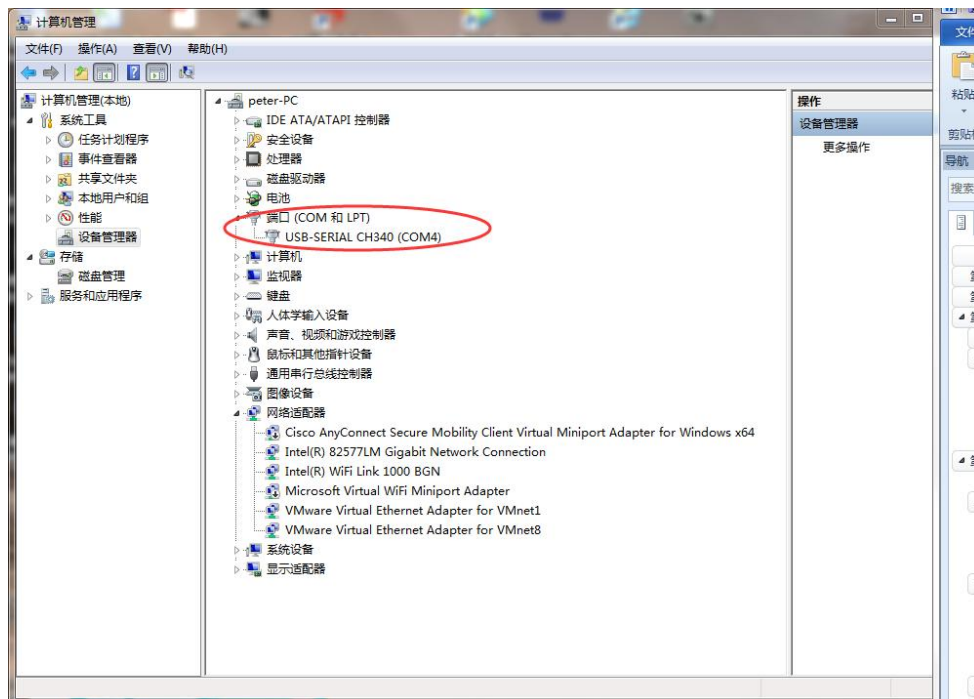 计算机管理
文件(F) 操作(A) 查看(V) 帮助(H)
计算机管理(本地)
系统工具
任务计划程序
事件查看器
共享文件夹
本地用户和组
性能
设备管理器
存储
磁盘管理
服务和应用程序
peter-PC
IDE ATA/ATAPI 控制器
安全设备
处理器
磁盘驱动器
电池
端口 (COM 和 LPT)
USB-SERIAL CH340 (COM4)
计算机
监视器
键盘
人体学输入设备
声音、视频和游戏控制器
鼠标和其他指针设备
通用串行总线控制器
图像设备
网络适配器
Cisco AnyConnect Secure Mobility Client Virtual Miniport Adapter for Windows x64
Intel(R) 82577LM Gigabit Network Connection
Intel(R) WiFi Link 1000 BGN
Microsoft Virtual WiFi Miniport Adapter
VMware Virtual Ethernet Adapter for VMnet1
VMware Virtual Ethernet Adapter for VMnet8
系统设备
显示适配器
操作
设备管理器
更多操作
导航